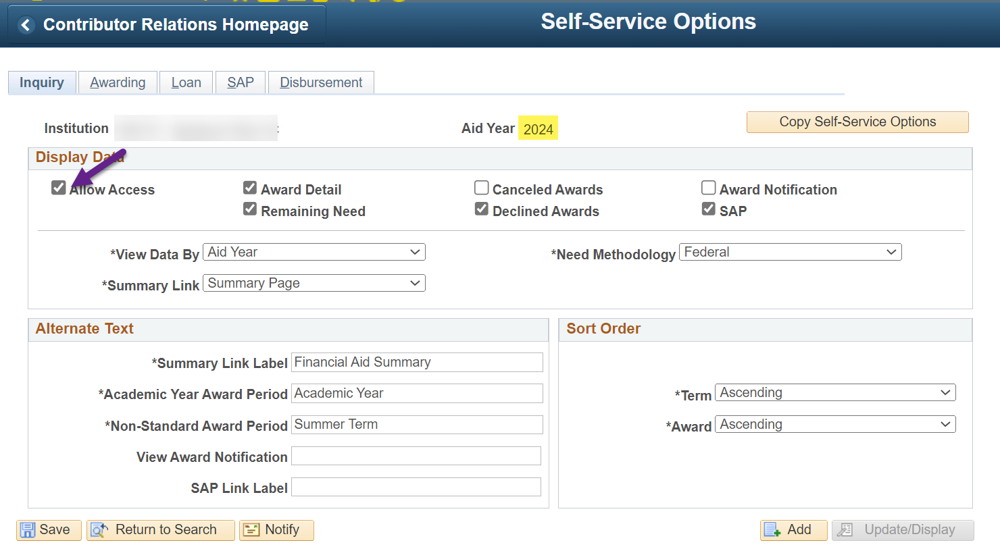 Contributor Relations Homepage
Self-Service Options
Inquiry Awarding Loan SAP Disbursement
Institution Aid Year 2024 Copy Self-Service Options
Display Data
Allow Access Award Detail Canceled Awards Award Notification
Remaining Need Declined Awards SAP
*View Data By Aid Year *Need Methodology Federal
*Summary Link Summary Page
Alternate Text
*Summary Link Label Financial Aid Summary
*Academic Year Award Period Academic Year
*Non-Standard Award Period Summer Term
View Award Notification
SAP Link Label
Sort Order
*Term Ascending
*Award Ascending
Save Return to Search Notify Add Update/Display